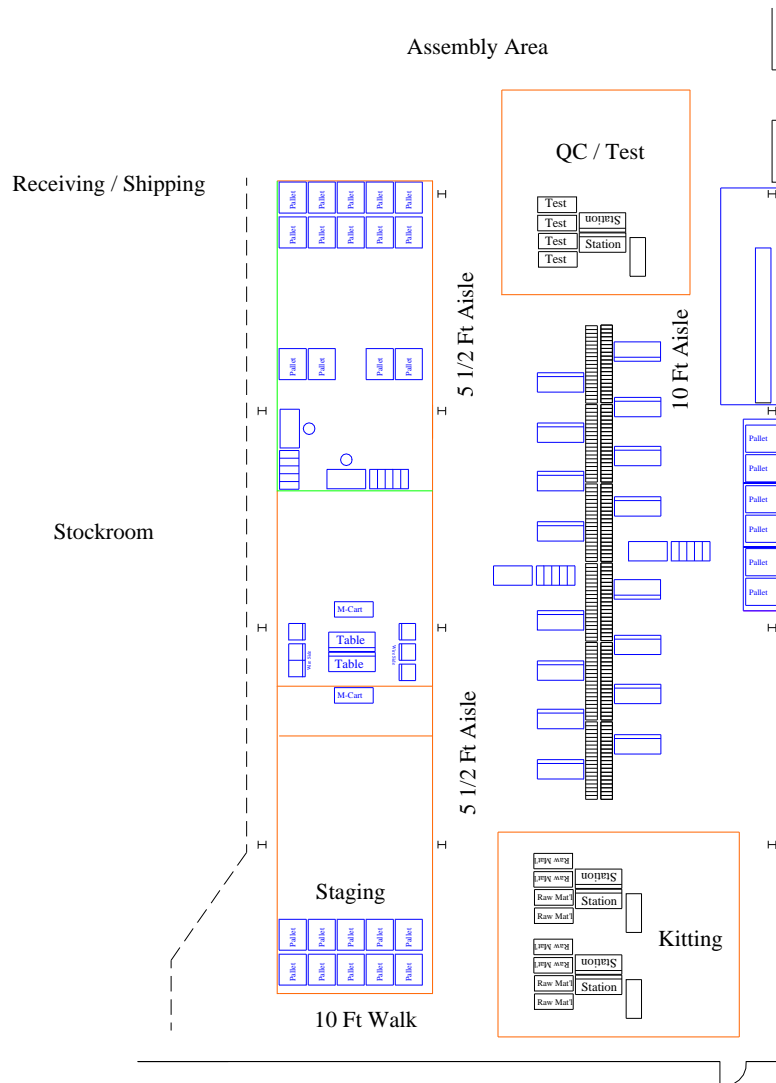 Assembly Area
QC / Test
Receiving / Shipping
Pallet Pallet Pallet Pallet Pallet
Pallet Pallet Pallet Pallet Pallet
Test
Test
Test
Test
Station
Station
5 1/2 Ft Aisle
10 Ft Aisle
Pallet Pallet Pallet Pallet
Pallet
Pallet
Pallet
Pallet
Pallet
Pallet
Stockroom
M-Cart
Table
Table
M-Cart
5 1/2 Ft Aisle
Staging
Pallet Pallet Pallet Pallet Pallet
Pallet Pallet Pallet Pallet Pallet
Raw Mat'l
Raw Mat'l
Raw Mat'l
Raw Mat'l
Station
Station
Kitting
Raw Mat'l
Raw Mat'l
Raw Mat'l
Raw Mat'l
Station
Station
10 Ft Walk